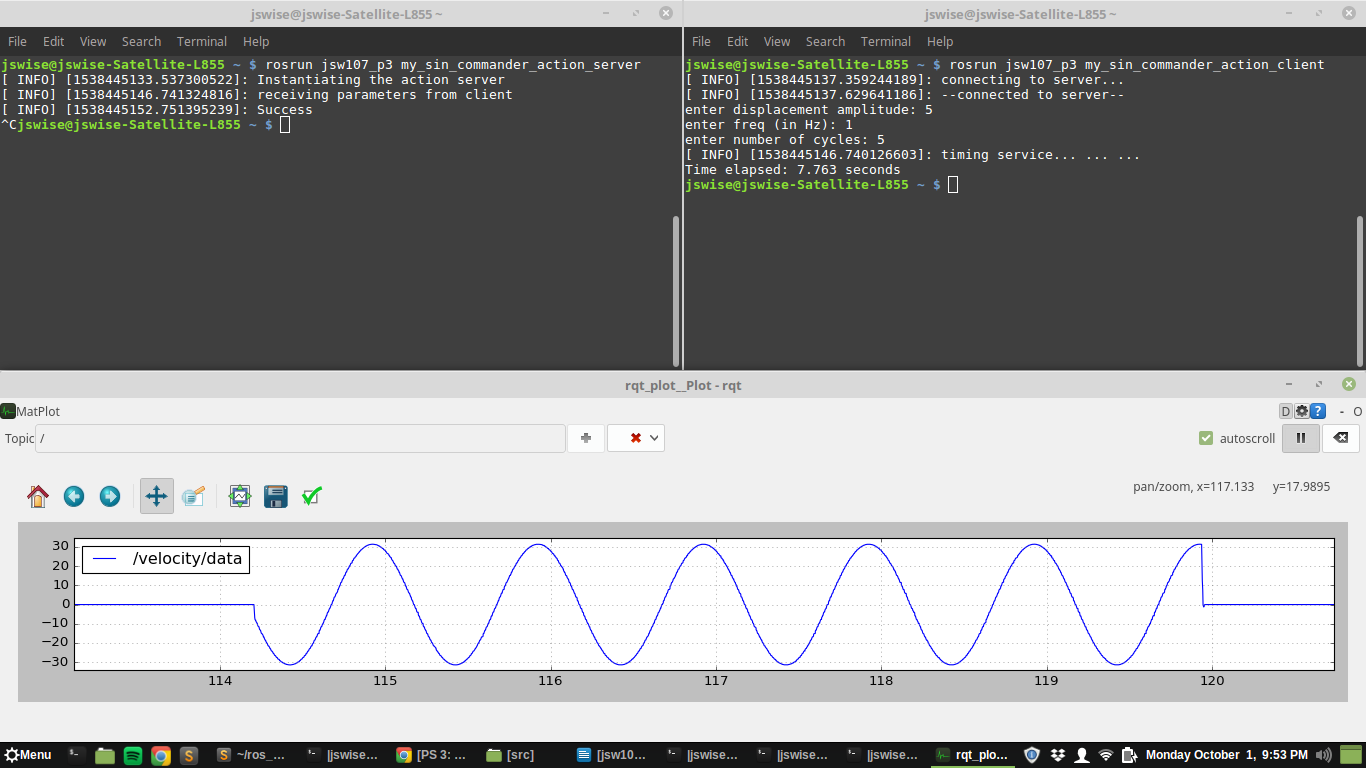 jswise@jswise-Satellite-L855 ~
File Edit View Search Terminal Help
jswise@jswise-Satellite-L855 ~ $ rosrun jsw107_p3 my_sin_commander_action_server
[ INFO] [1538445133.537300522]: Instantiating the action server
[ INFO] [1538445146.741324816]: receiving parameters from client
[ INFO] [1538445152.751395239]: Success
^Cjswise@jswise-Satellite-L855 ~ $
jswise@jswise-Satellite-L855 ~
File Edit View Search Terminal Help
jswise@jswise-Satellite-L855 ~ $ rosrun jsw107_p3 my_sin_commander_action_client
[ INFO] [1538445137.359244189]: connecting to server...
[ INFO] [1538445137.629641186]: --connected to server--
enter displacement amplitude: 5
enter freq (in Hz): 1
enter number of cycles: 5
[ INFO] [1538445146.740126603]: timing service... ... ...
Time elapsed: 7.763 seconds
jswise@jswise-Satellite-L855 ~ $
rqt_plot__Plot - rqt
MatPlot D ? - O
Topic / autoscroll
pan/zoom, x=117.133 y=17.9895
/velocity/data
30
20
10
0
−10
−20
−30
114 115 116 117 118 119 120
Menu ~/ros_... |jswise... [PS 3: ... [src] [jsw10... |jswise... |jswise... |jswise... rqt_plo... Monday October 1, 9:53 PM